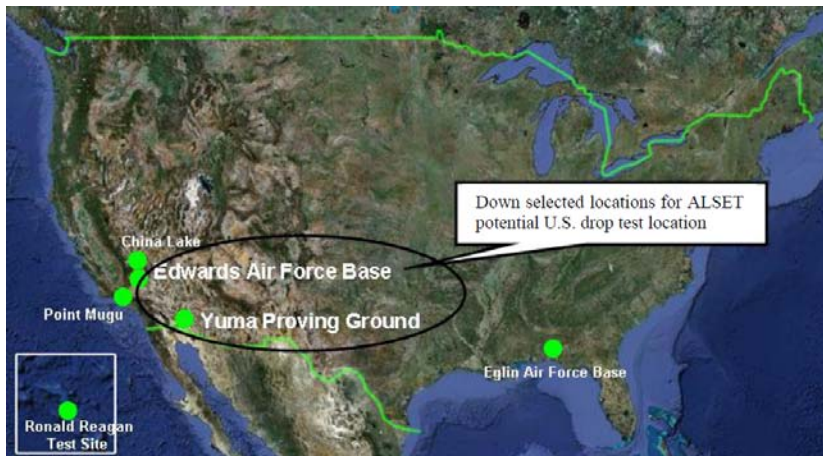 Down selected locations for ALSET
potential U.S. drop test location
China Lake
Edwards Air Force Base
Point Mugu
Yuma Proving Ground
Eglin Air Force Base
Ronald Reagan
Test Site